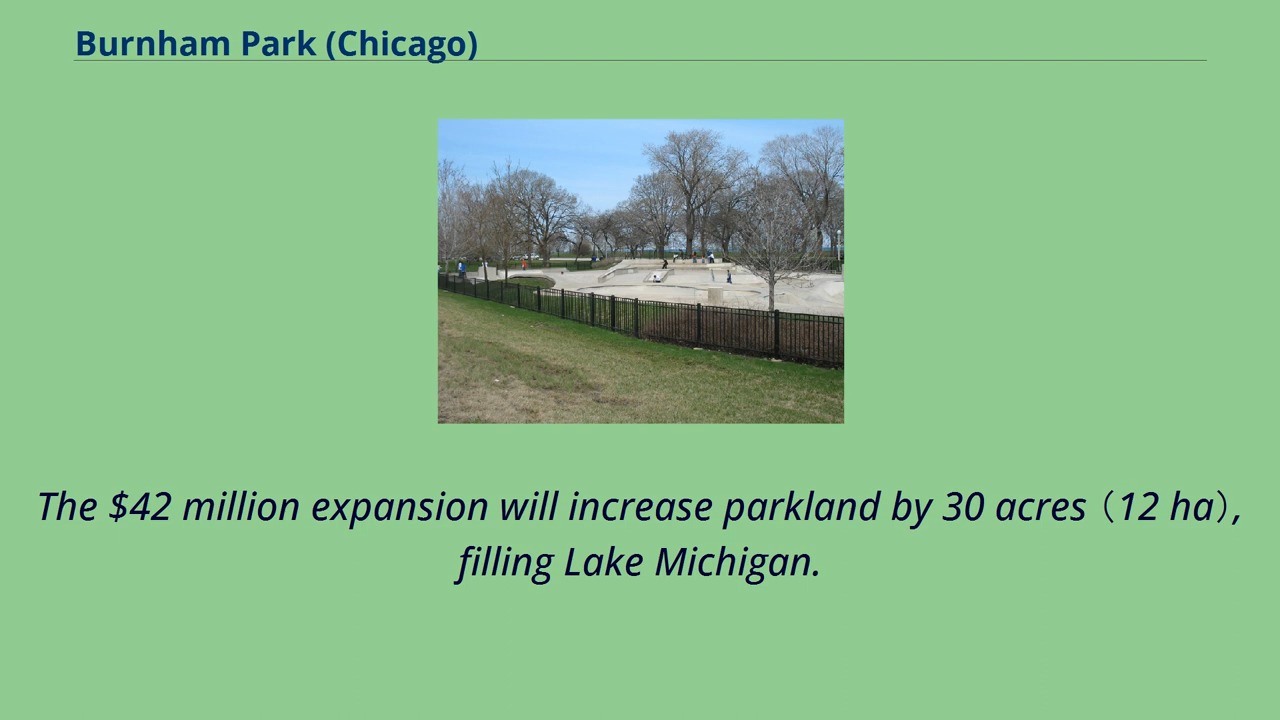 Burnham Park (Chicago)
The $42 million expansion will increase parkland by 30 acres（12 ha）,
filling Lake Michigan.